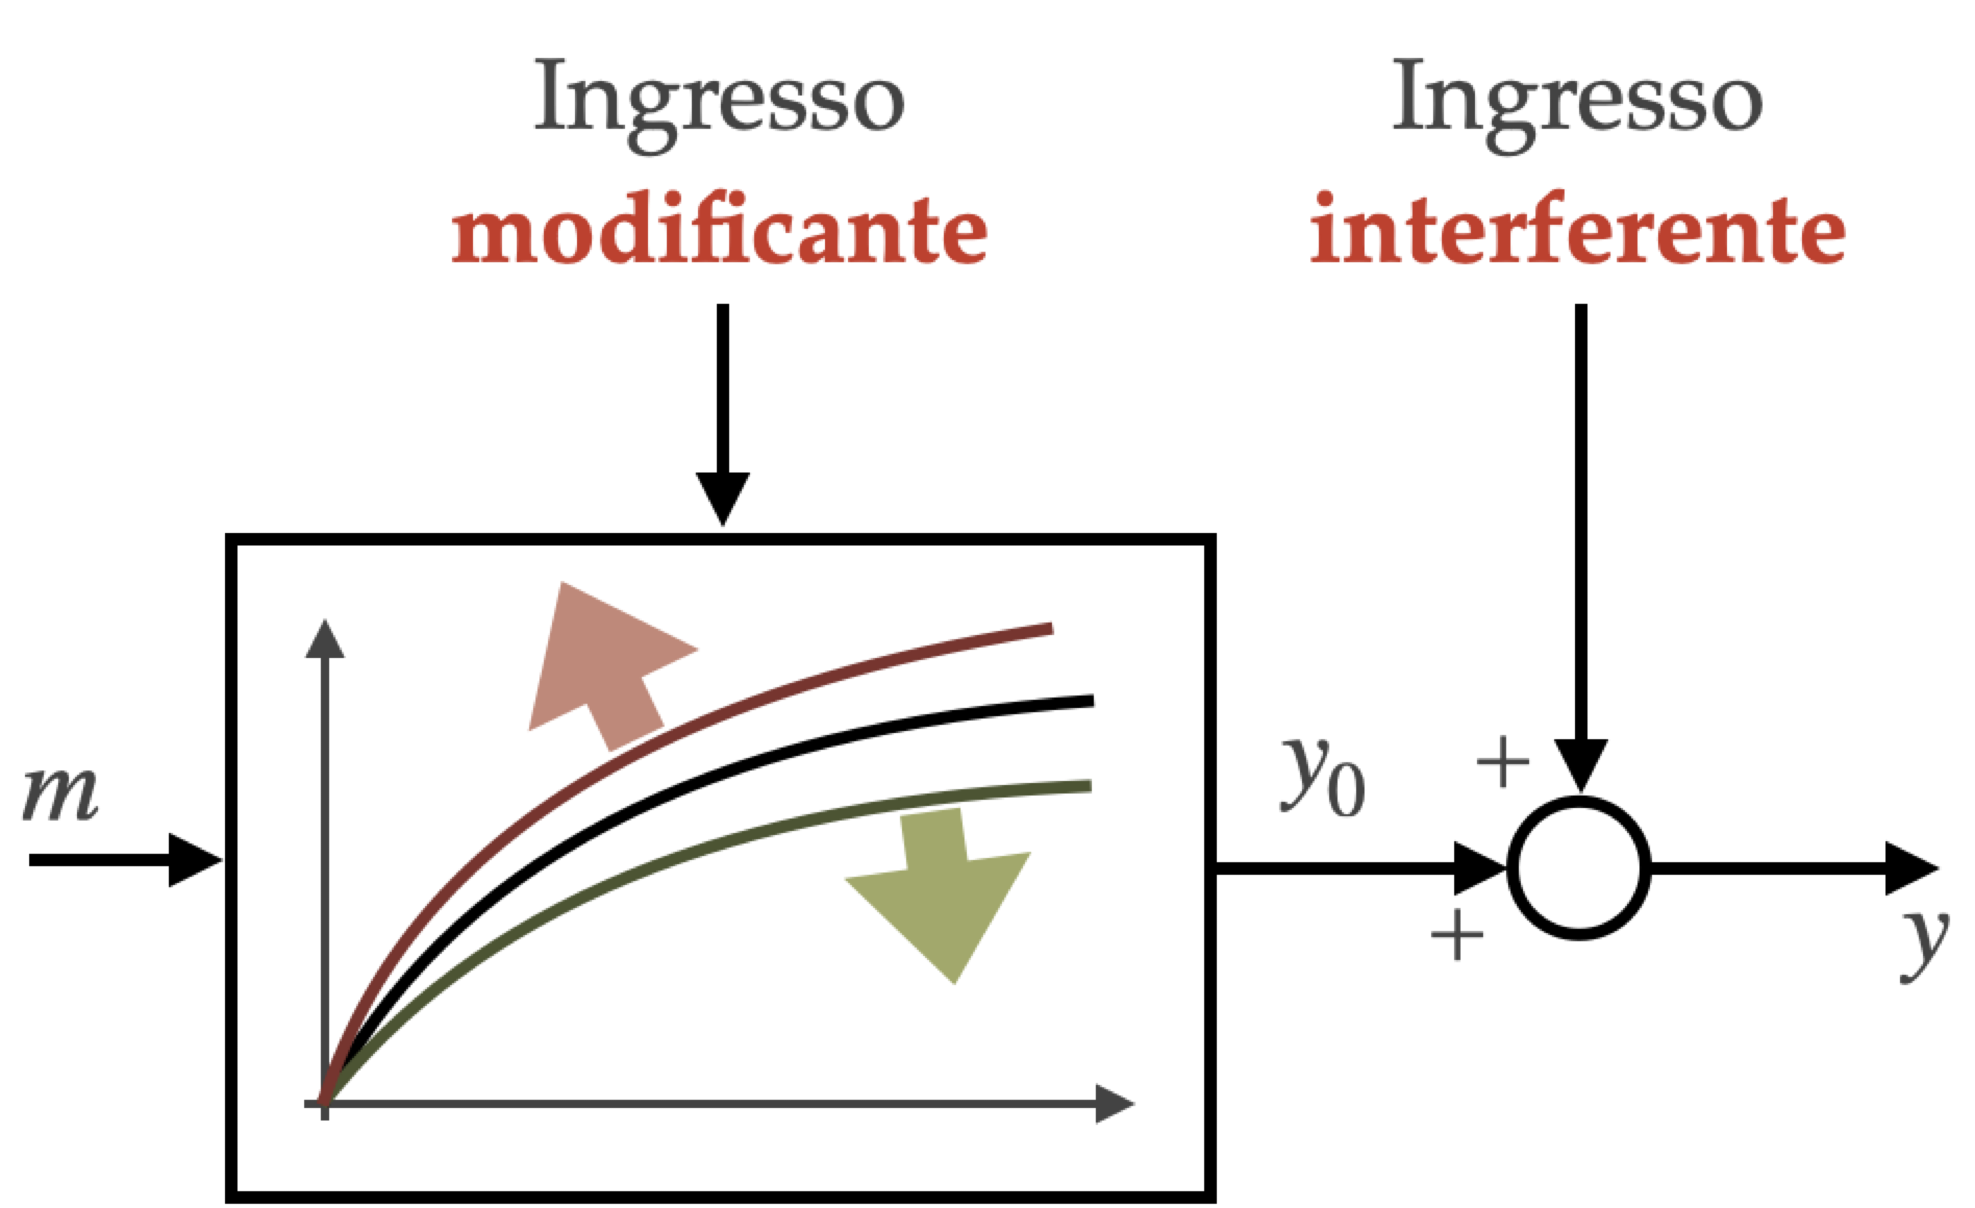 Ingresso
modificante
Ingresso
interferente
m
y₀
+
+
y